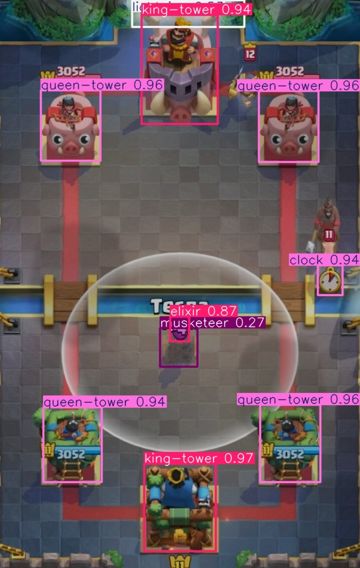 king-tower 0.94
12
3052
3052
queen-tower 0.96
queen-tower 0.96
11
clock 0.94
elixir 0.87
musketeer 0.27
queen-tower 0.94
queen-tower 0.96
3052
3052
king-tower 0.97